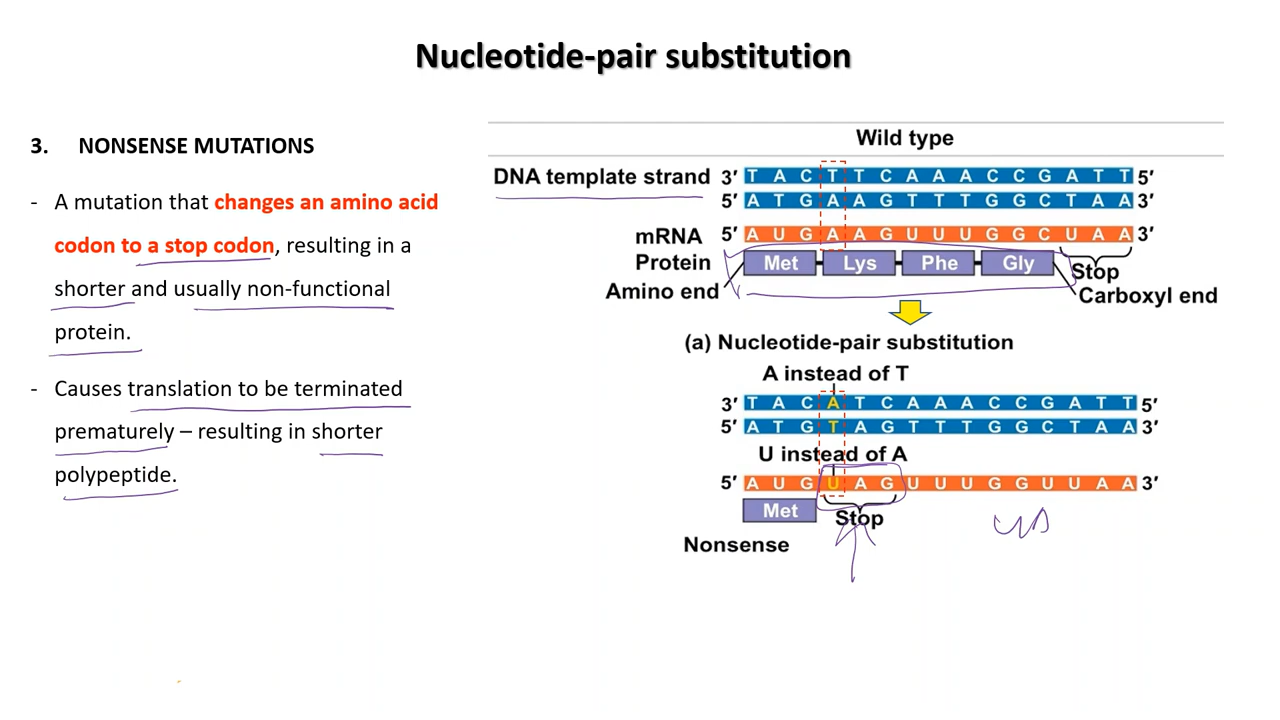 Nucleotide-pair substitution
3. NONSENSE MUTATIONS
- A mutation that changes an amino acid
codon to a stop codon, resulting in a
shorter and usually non-functional
protein.
- Causes translation to be terminated
prematurely – resulting in shorter
polypeptide.
Wild type
DNA template strand 3′ T A C T T C A A A C C G A T T 5′
5′ A T G A A G T T T G G C T A A 3′
mRNA 5′ A U G A A G U U U G G C U A A 3′
Protein Met Lys Phe Gly Stop
Amino end Carboxyl end
(a) Nucleotide-pair substitution
A instead of T
3′ T A C A T C A A A C C G A T T 5′
5′ A T G T A G T T T G G C T A A 3′
U instead of A
5′ A U G U A G U U U G G U U A A 3′
Met Stop
Nonsense